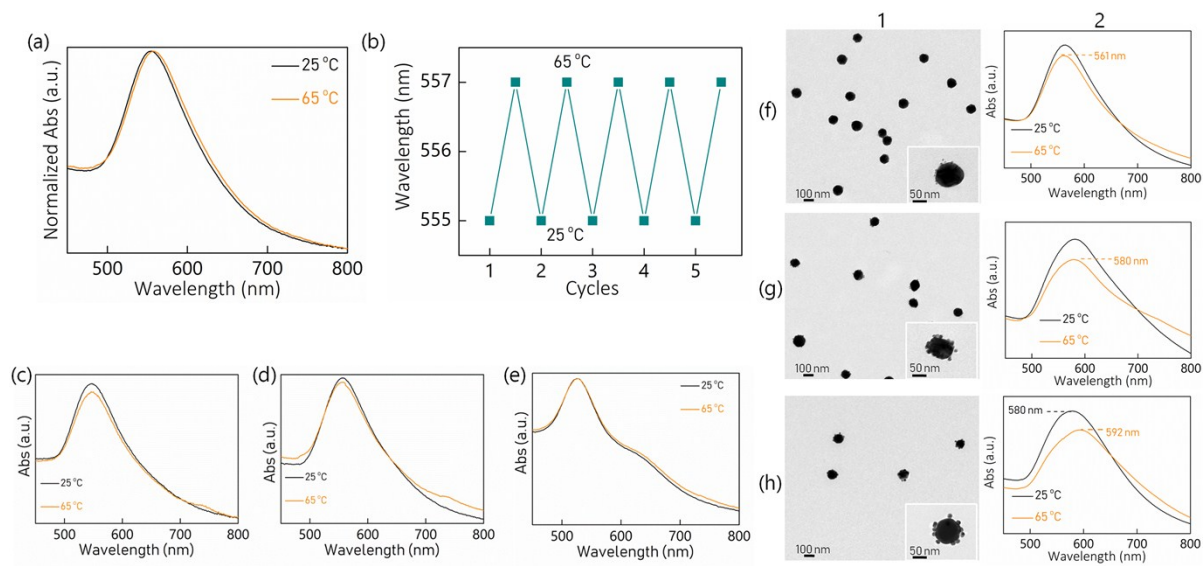 (a)
Normalized Abs (a.u.)
25 °C
65 °C
500 600 700 800
Wavelength (nm)
(b)
Wavelength (nm)
557
556
555
65 °C
25 °C
1 2 3 4 5
Cycles
(c)
Abs (a.u.)
25 °C
65 °C
500 600 700 800
Wavelength (nm)
(d)
Abs (a.u.)
25 °C
65 °C
500 600 700 800
Wavelength (nm)
(e)
Abs (a.u.)
25 °C
65 °C
500 600 700 800
Wavelength (nm)
1
2
(f)
100 nm
50 nm
Abs (a.u.)
561 nm
25 °C
65 °C
500 600 700 800
Wavelength (nm)
(g)
100 nm
50 nm
Abs (a.u.)
580 nm
25 °C
65 °C
500 600 700 800
Wavelength (nm)
(h)
100 nm
50 nm
Abs (a.u.)
580 nm
592 nm
25 °C
65 °C
500 600 700 800
Wavelength (nm)